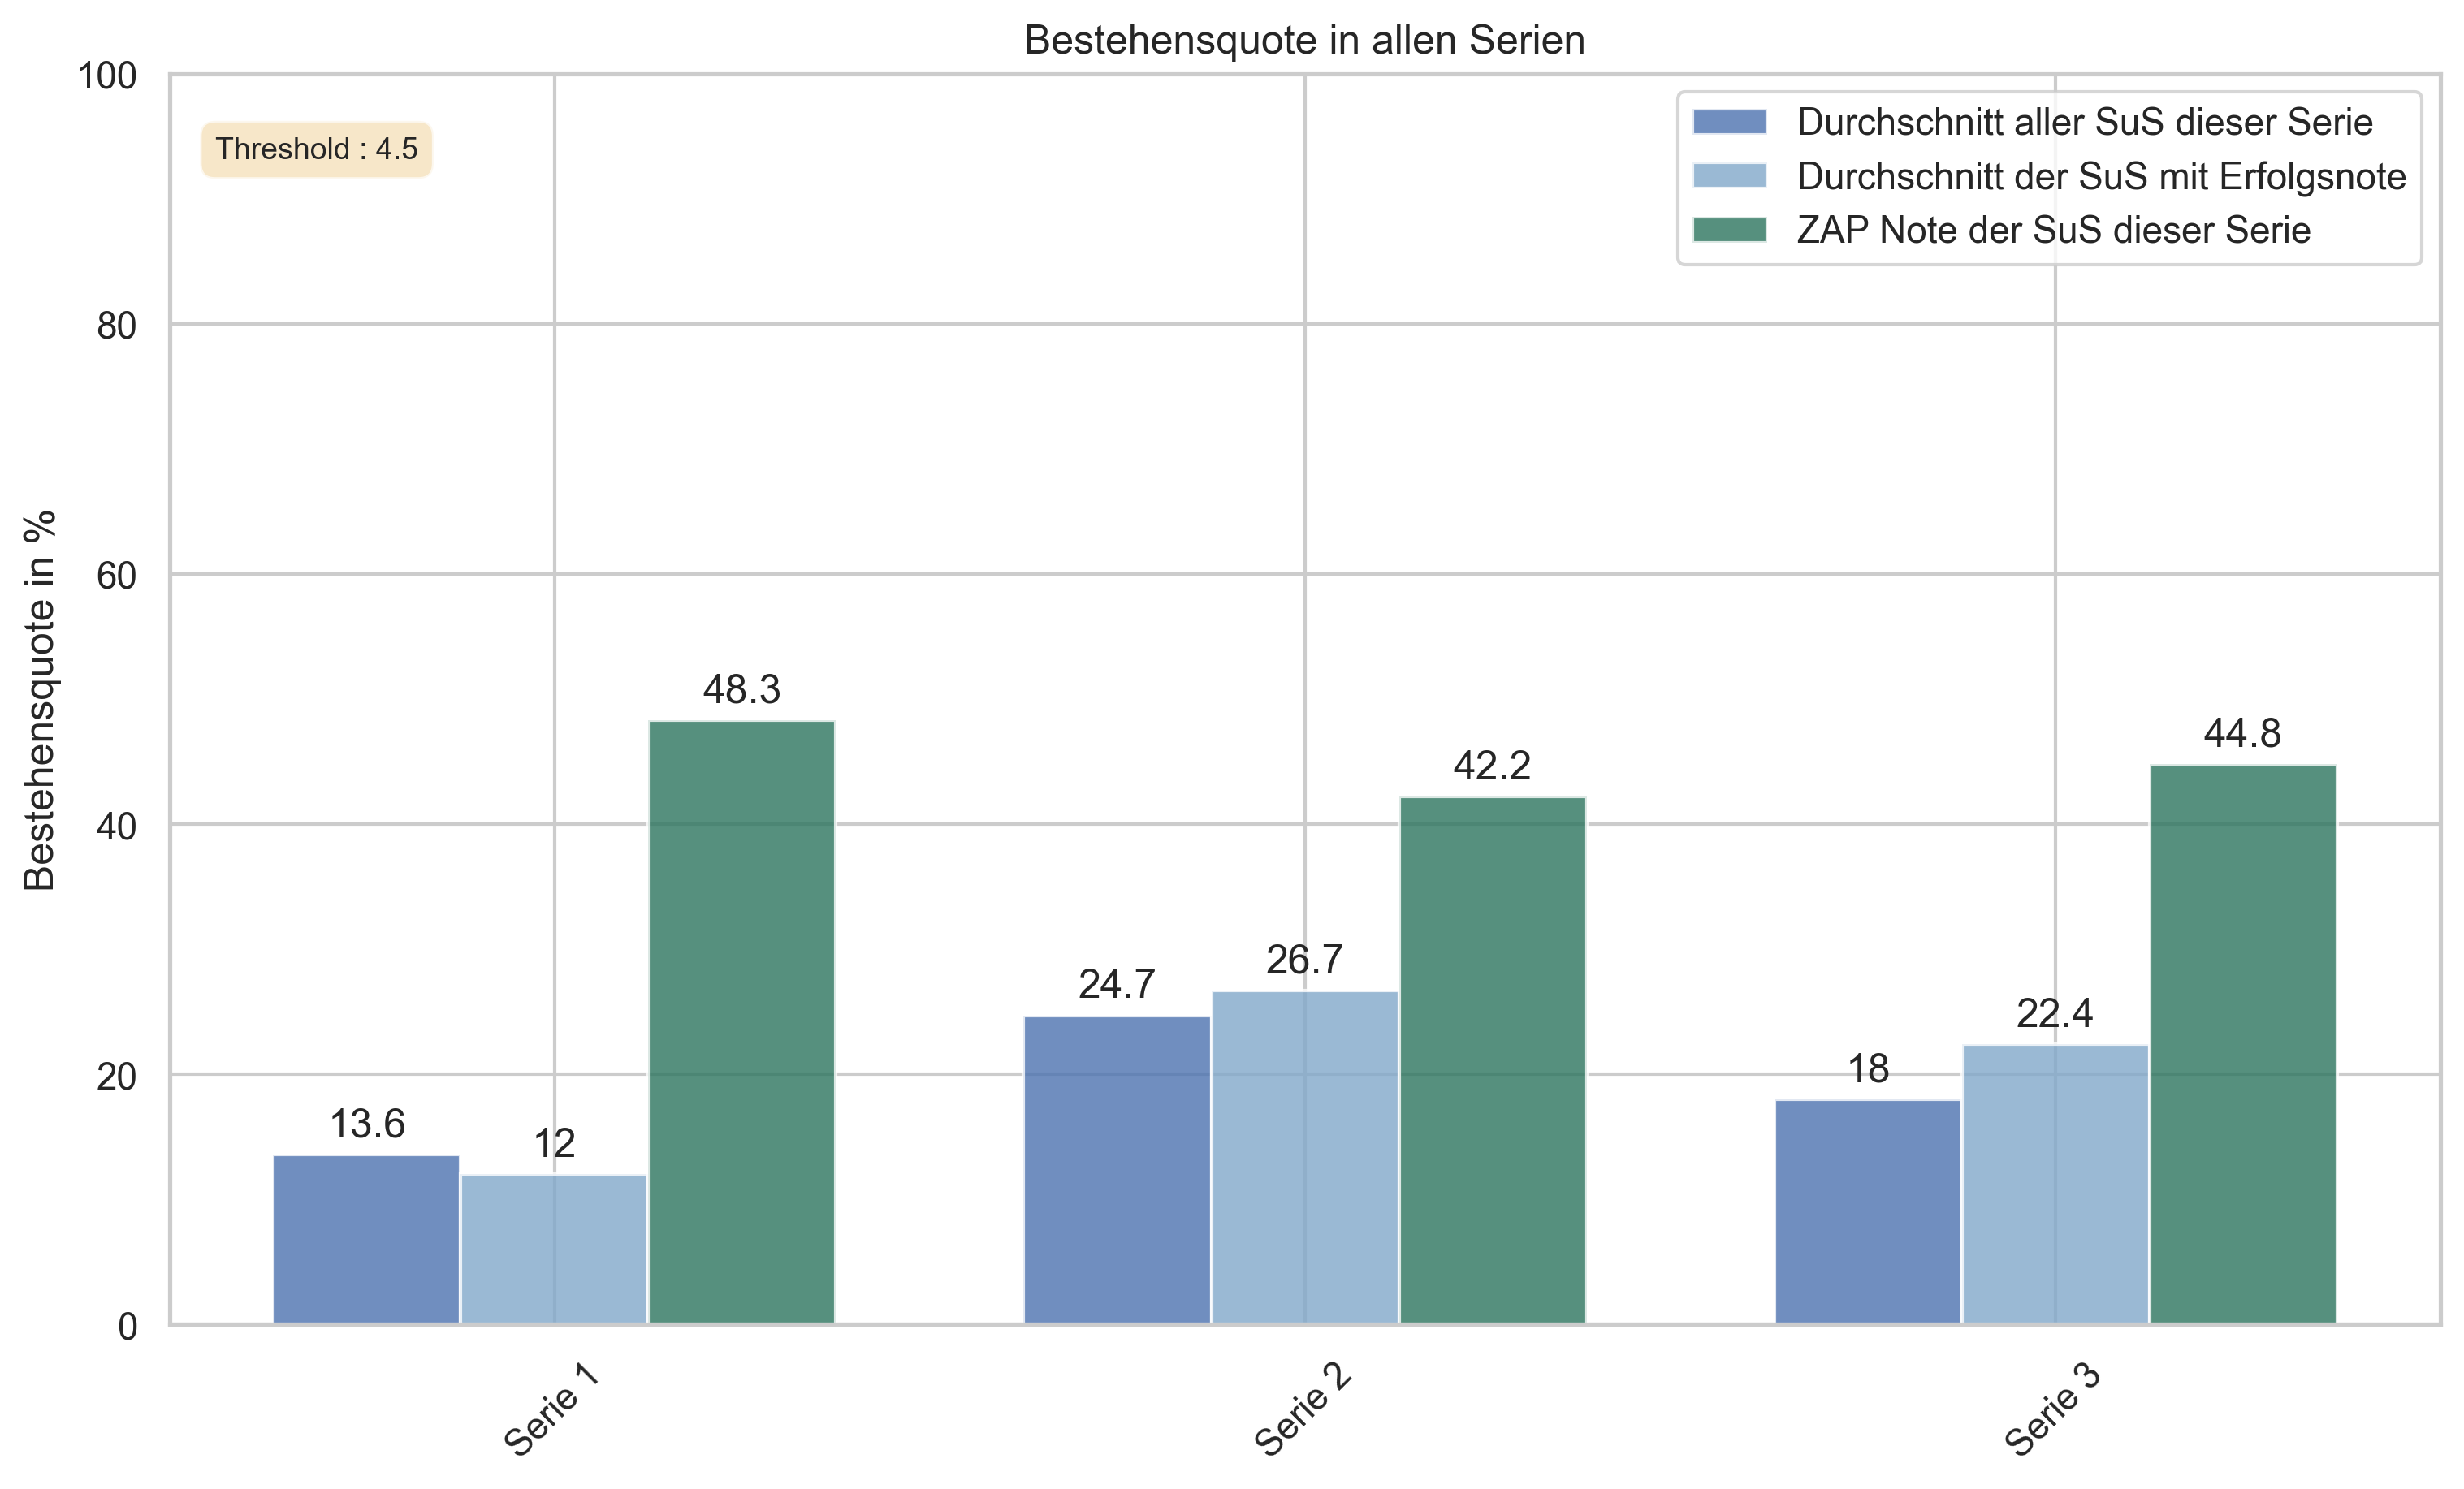 Bestehensquote in allen Serien
100
80
60
40
20
0
Bestehensquote in %
Threshold : 4.5
Durchschnitt aller SuS dieser Serie
Durchschnitt der SuS mit Erfolgsnote
ZAP Note der SuS dieser Serie
13.6
12
48.3
24.7
26.7
42.2
18
22.4
44.8
Serie 1
Serie 2
Serie 3